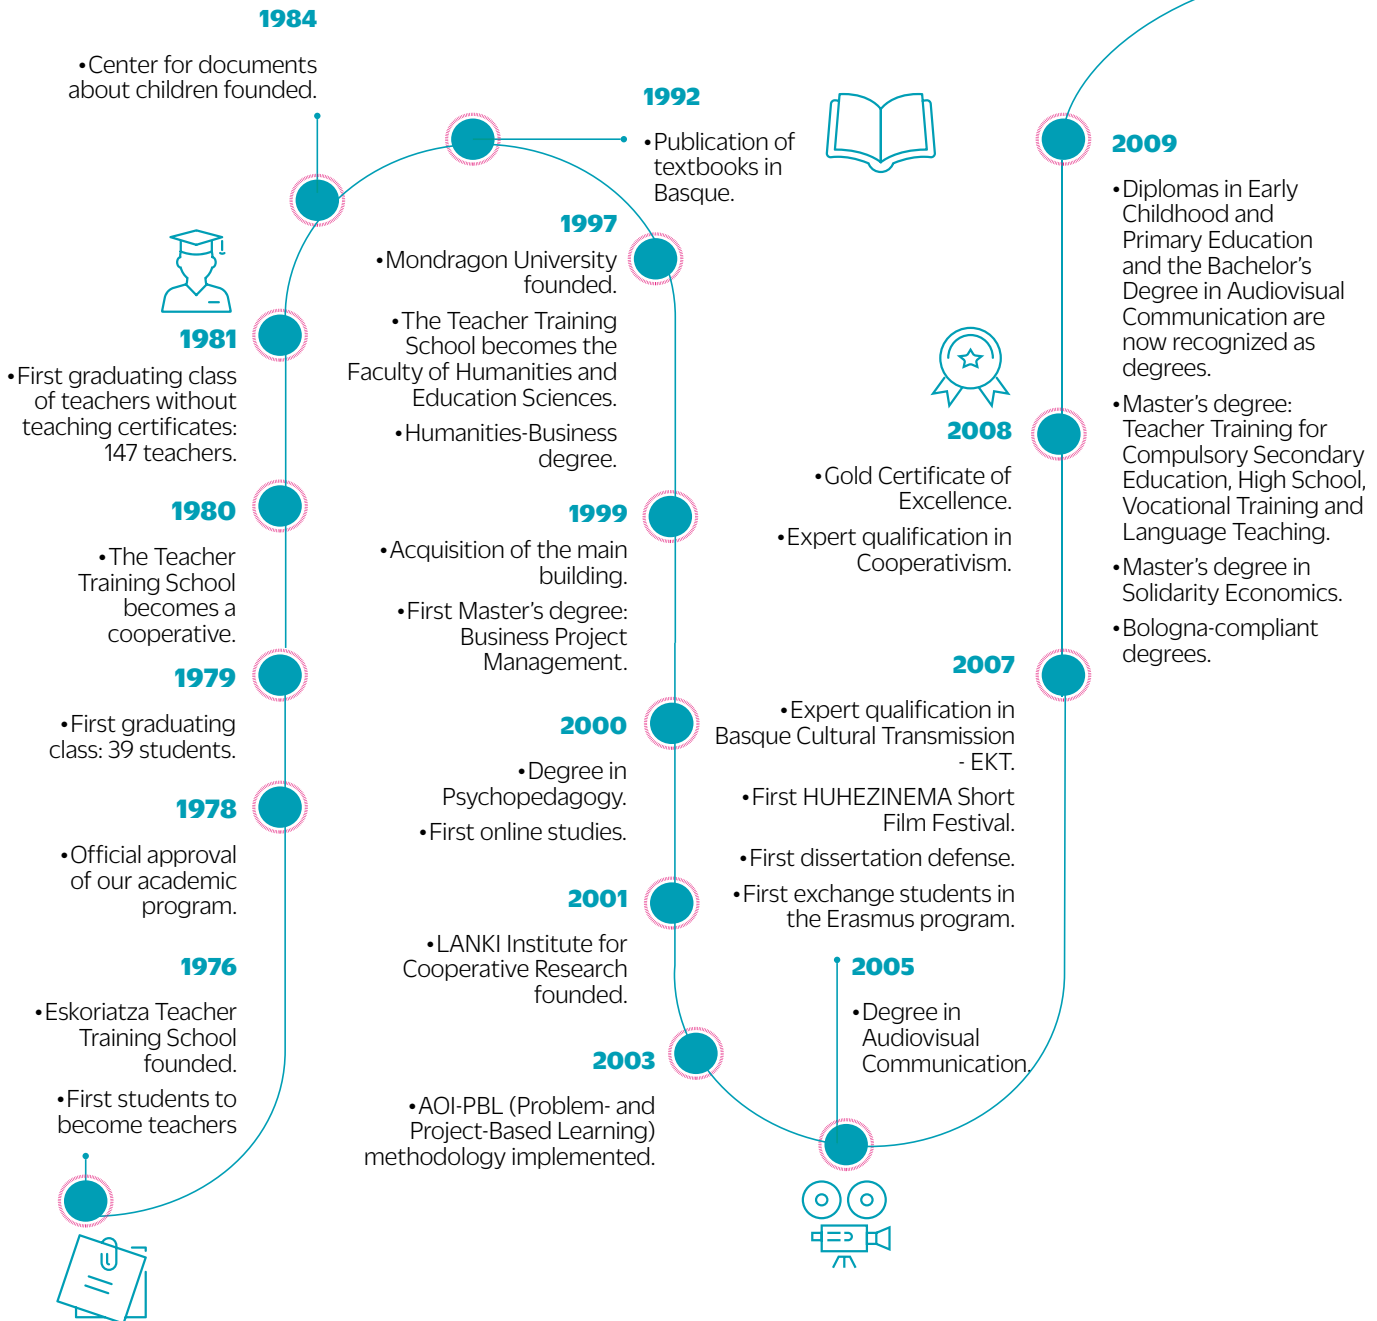 1984
•Center for documents
about children founded.
1992
•Publication of
textbooks in
Basque.
1981
•First graduating class
of teachers without
teaching certificates:
147 teachers.
1980
•The Teacher
Training School
becomes a
cooperative.
1979
•First graduating
class: 39 students.
1978
•Official approval
of our academic
program.
1976
•Eskoriatza Teacher
Training School
founded.
•First students to
become teachers
1997
•Mondragon University
founded.
•The Teacher Training
School becomes the
Faculty of Humanities and
Education Sciences.
•Humanities-Business
degree.
1999
•Acquisition of the main
building.
•First Master’s degree:
Business Project
Management.
2000
•Degree in
Psychopedagogy.
•First online studies.
2001
•LANKI Institute for
Cooperative Research
founded.
2003
•AOI-PBL (Problem- and
Project-Based Learning)
methodology implemented.
2008
•Gold Certificate of
Excellence.
•Expert qualification in
Cooperativism.
2007
•Expert qualification in
Basque Cultural Transmission
- EKT.
•First HUHEZINEMA Short
Film Festival.
•First dissertation defense.
•First exchange students in
the Erasmus program.
2005
•Degree in
Audiovisual
Communication.
2009
•Diplomas in Early
Childhood and
Primary Education
and the Bachelor’s
Degree in Audiovisual
Communication are
now recognized as
degrees.
•Master’s degree:
Teacher Training for
Compulsory Secondary
Education, High School,
Vocational Training and
Language Teaching.
•Master’s degree in
Solidarity Economics.
•Bologna-compliant
degrees.